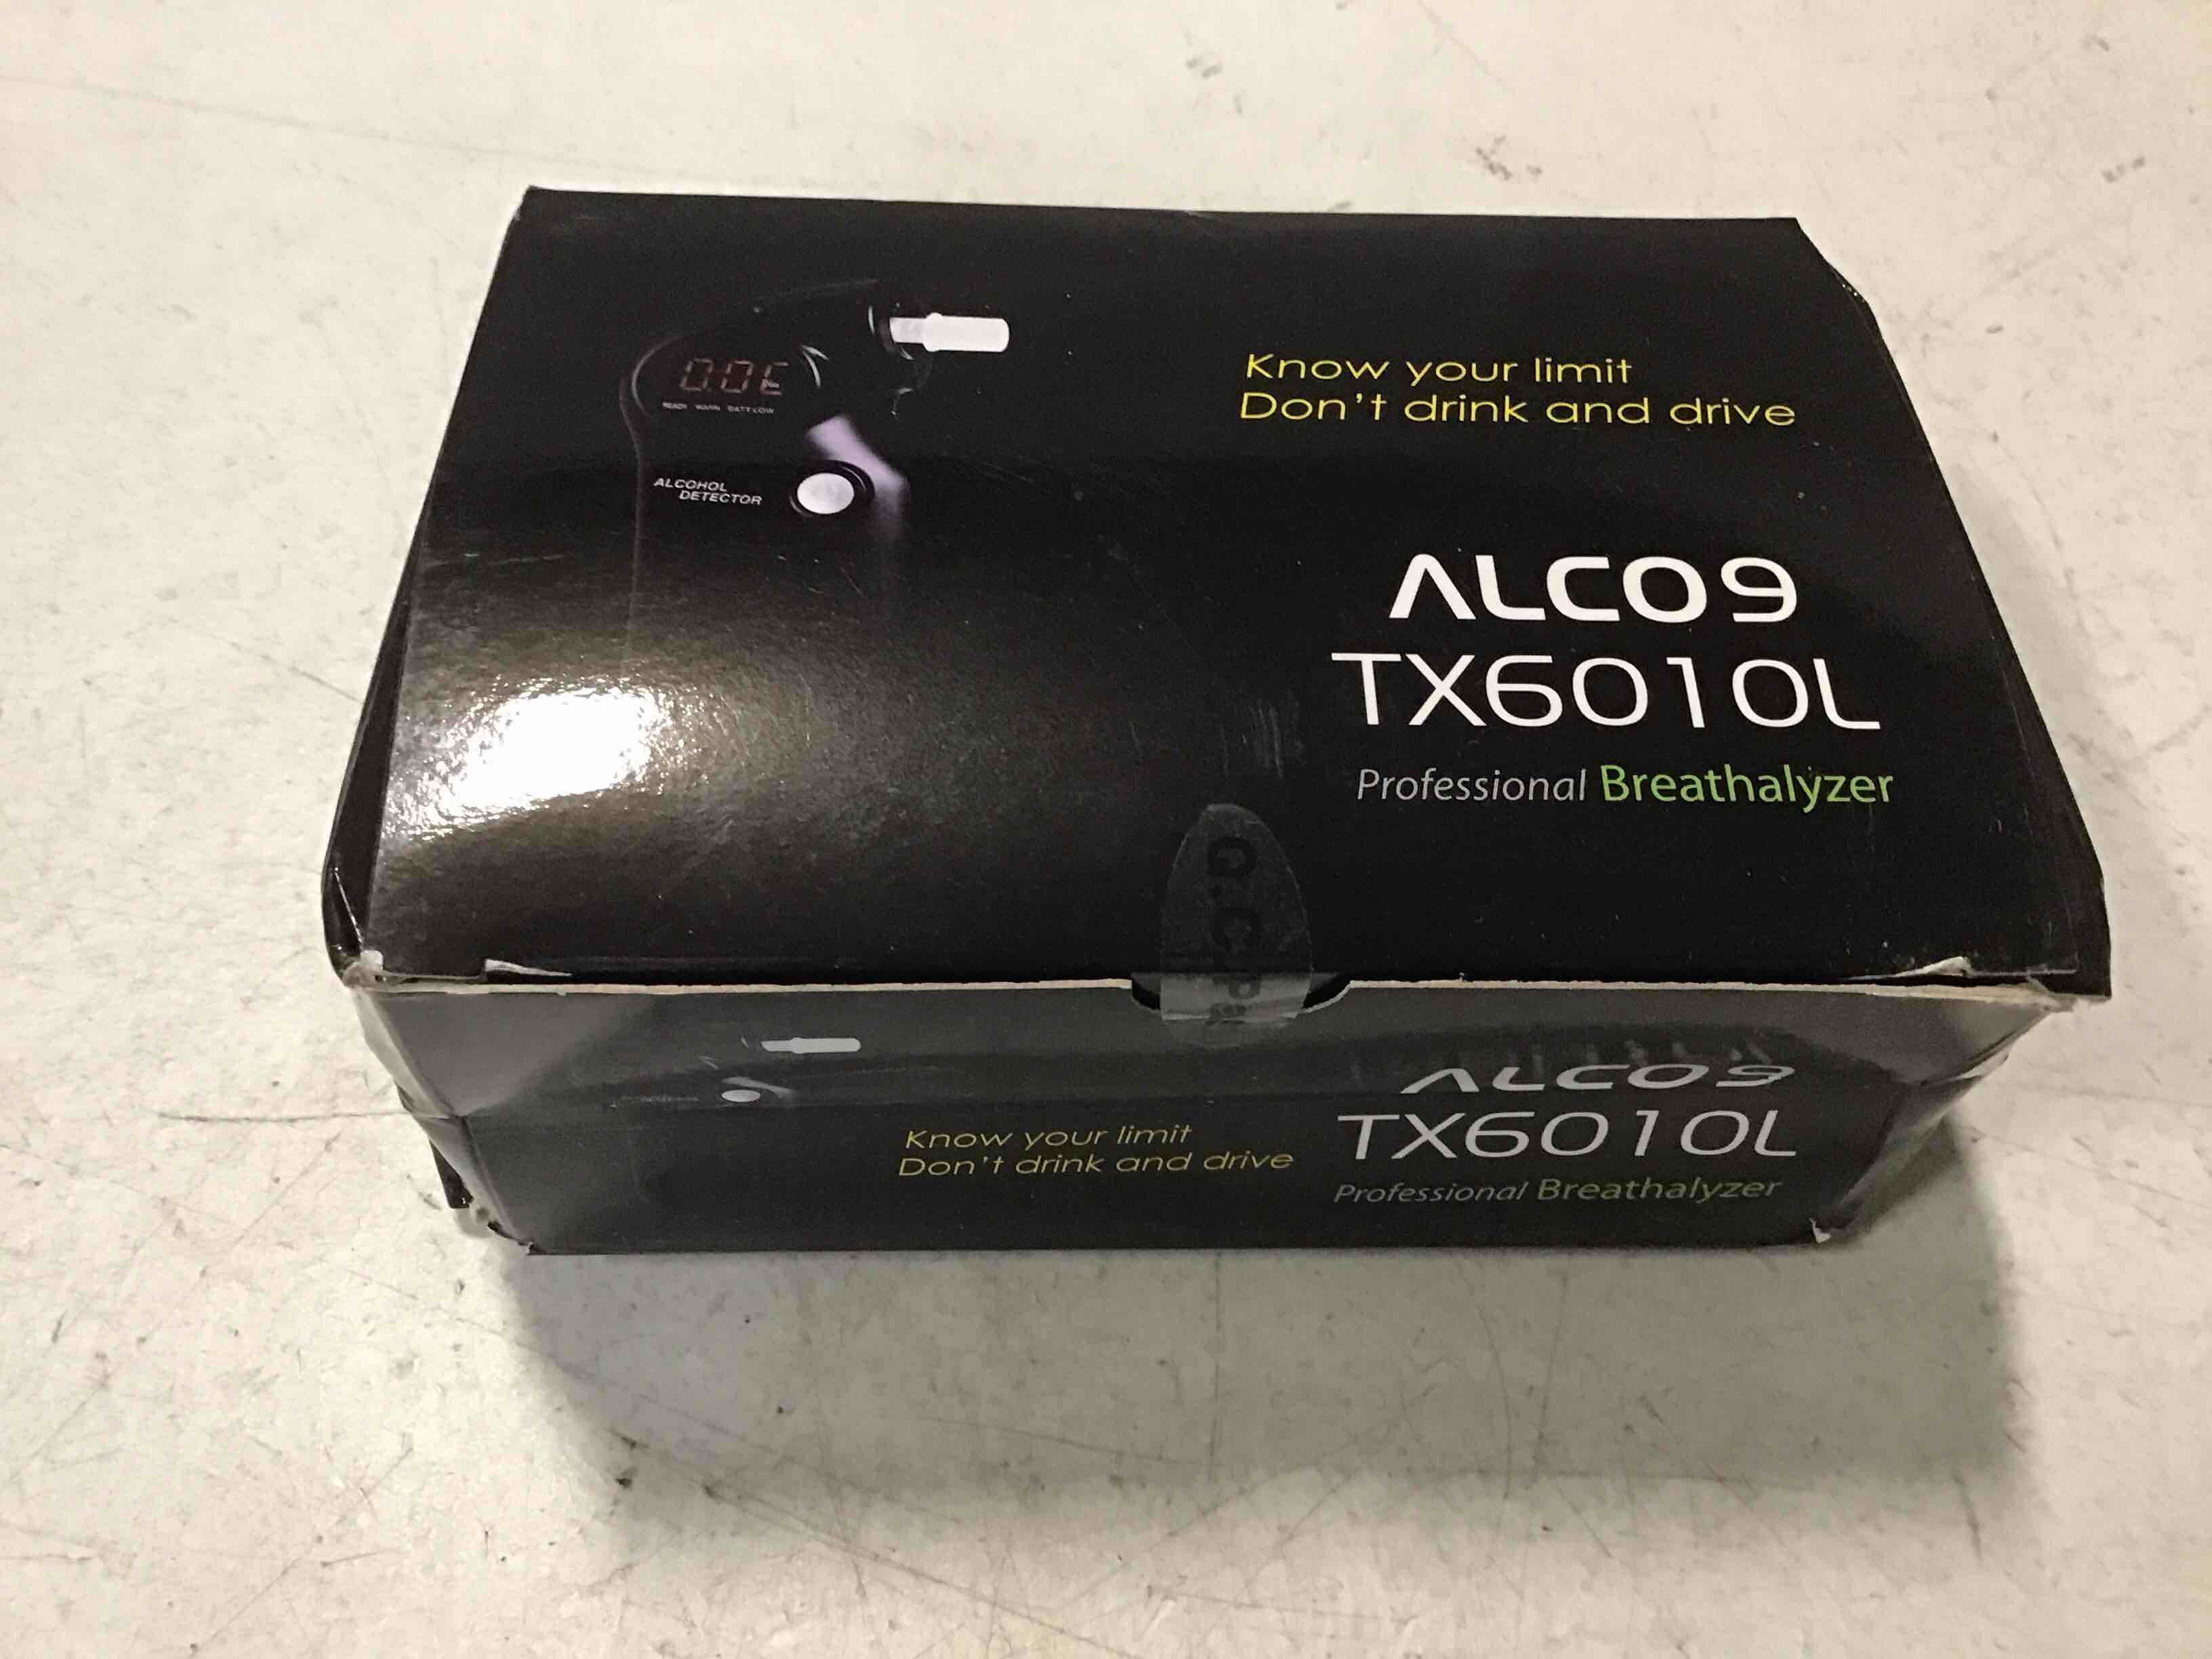 0.0
READY WARN BATT.LOW
ALCOHOL
DETECTOR
Know your limit
Don't drink and drive
ALCO9
TX6010L
Professional Breathalyzer
Q.C.
ALCO9
Know your limit
Don't drink and drive
TX6010L
Professional Breathalyzer